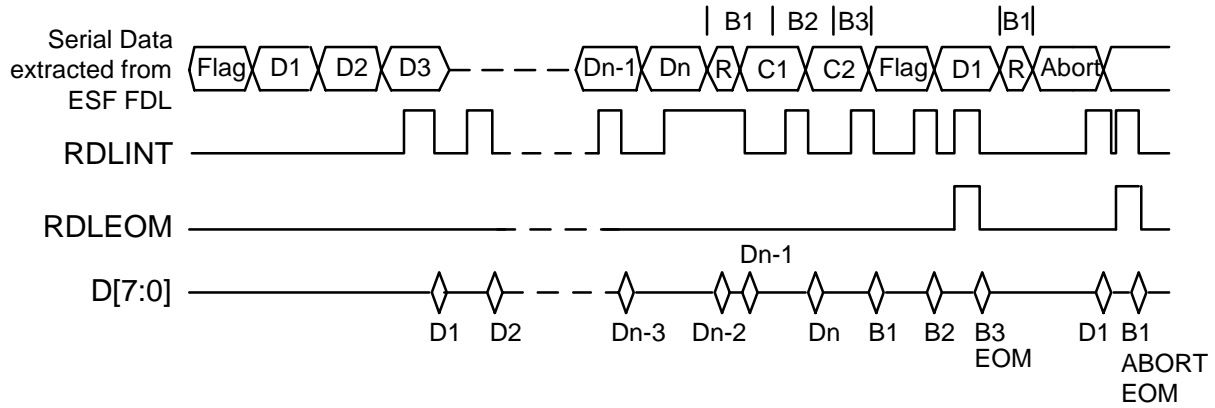 B1 B2 B3 B1
Serial Data
extracted from
ESF FDL
Flag D1 D2 D3 Dn-1 Dn R C1 C2 Flag D1 R Abort
RDLINT
RDLEOM
Dn-1
D[7:0]
D1 D2 Dn-3 Dn-2 Dn B1 B2 B3 D1 B1
EOM ABORT
EOM